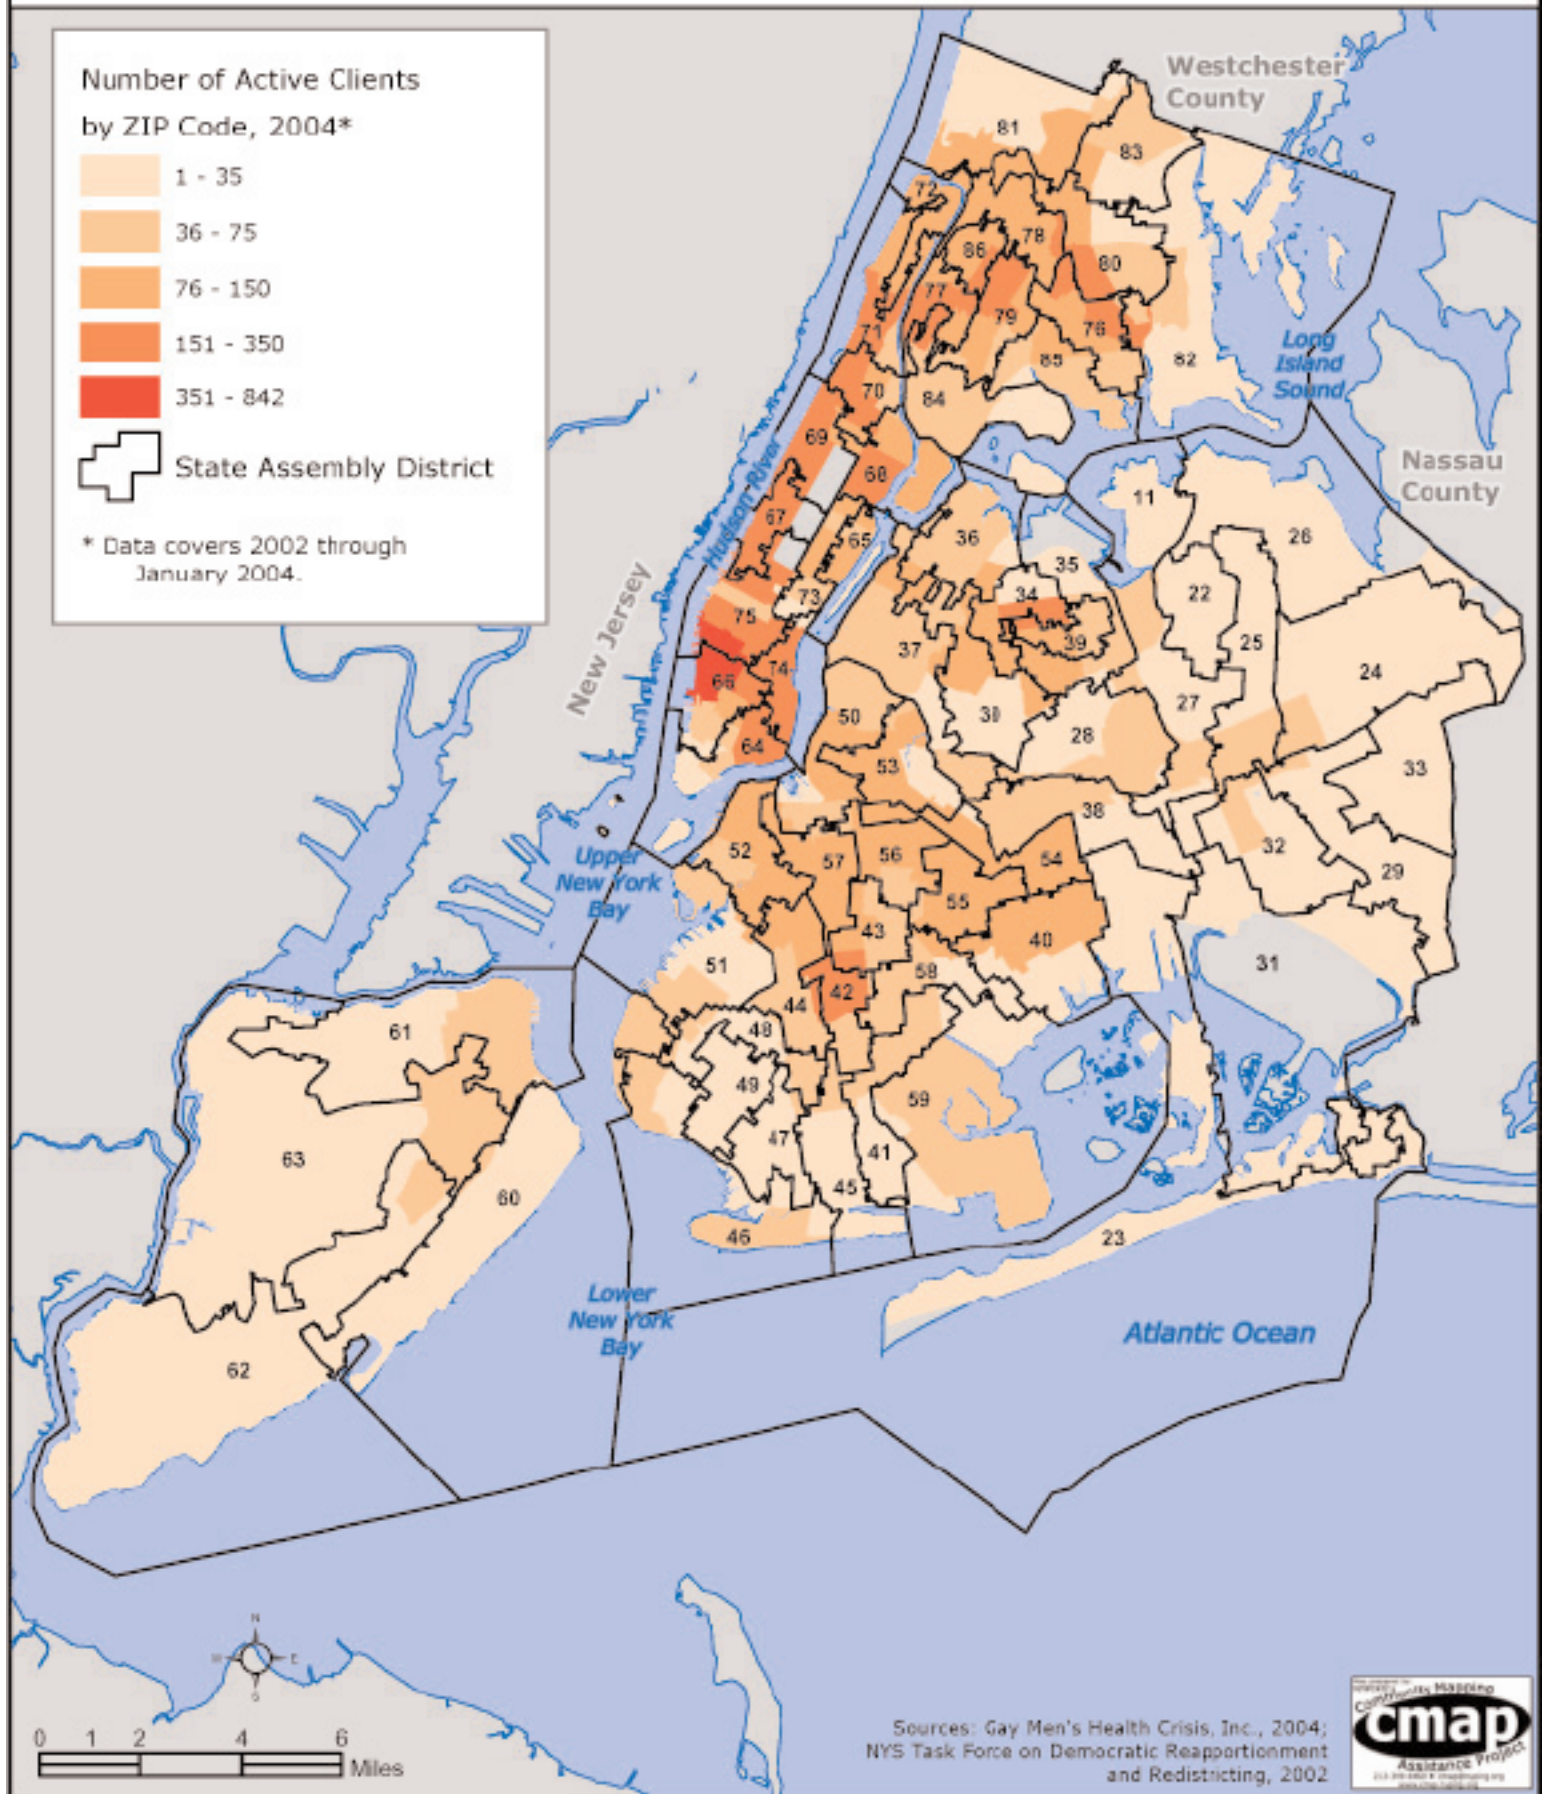 Number of Active Clients
by ZIP Code, 2004*
1 - 35
36 - 75
76 - 150
151 - 350
351 - 842
State Assembly District
* Data covers 2002 through
January 2004.
Westchester
County
81
83
72
86
78
80
77
79
76
71
85
82
Long
Island
Sound
70
84
69
68
Nassau
County
Hudson River
67
11
65
36
26
35
34
22
73
New Jersey
75
37
39
25
74
66
24
27
30
50
28
64
53
33
38
52
57
56
54
32
29
Upper
New York
Bay
55
43
40
51
58
31
42
44
61
48
49
59
47
41
63
45
60
46
23
Lower
New York
Bay
Atlantic Ocean
62
N
E
S
0 1 2 4 6
Miles
Sources: Gay Men's Health Crisis, Inc., 2004;
NYS Task Force on Democratic Reapportionment
and Redistricting, 2002
Community Mapping
cmap
Assistance Project